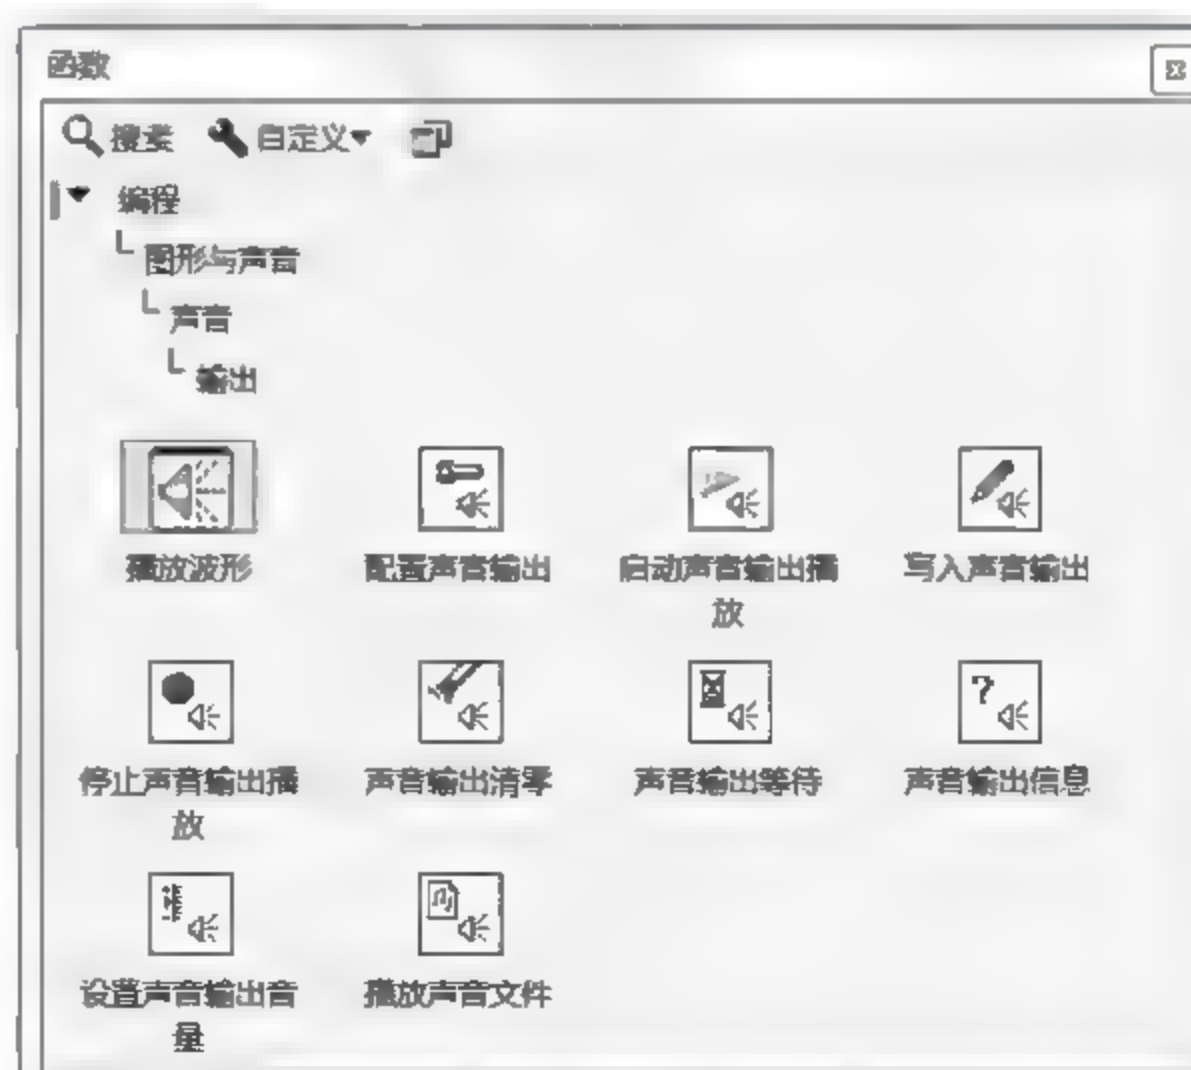 函数
搜索 自定义
编程
图形与声音
声音
输出
播放波形 配置声音输出 启动声音输出播 写入声音输出
放
停止声音输出播 声音输出清零 声音输出等待 声音输出信息
放
设置声音输出音 播放声音文件
量